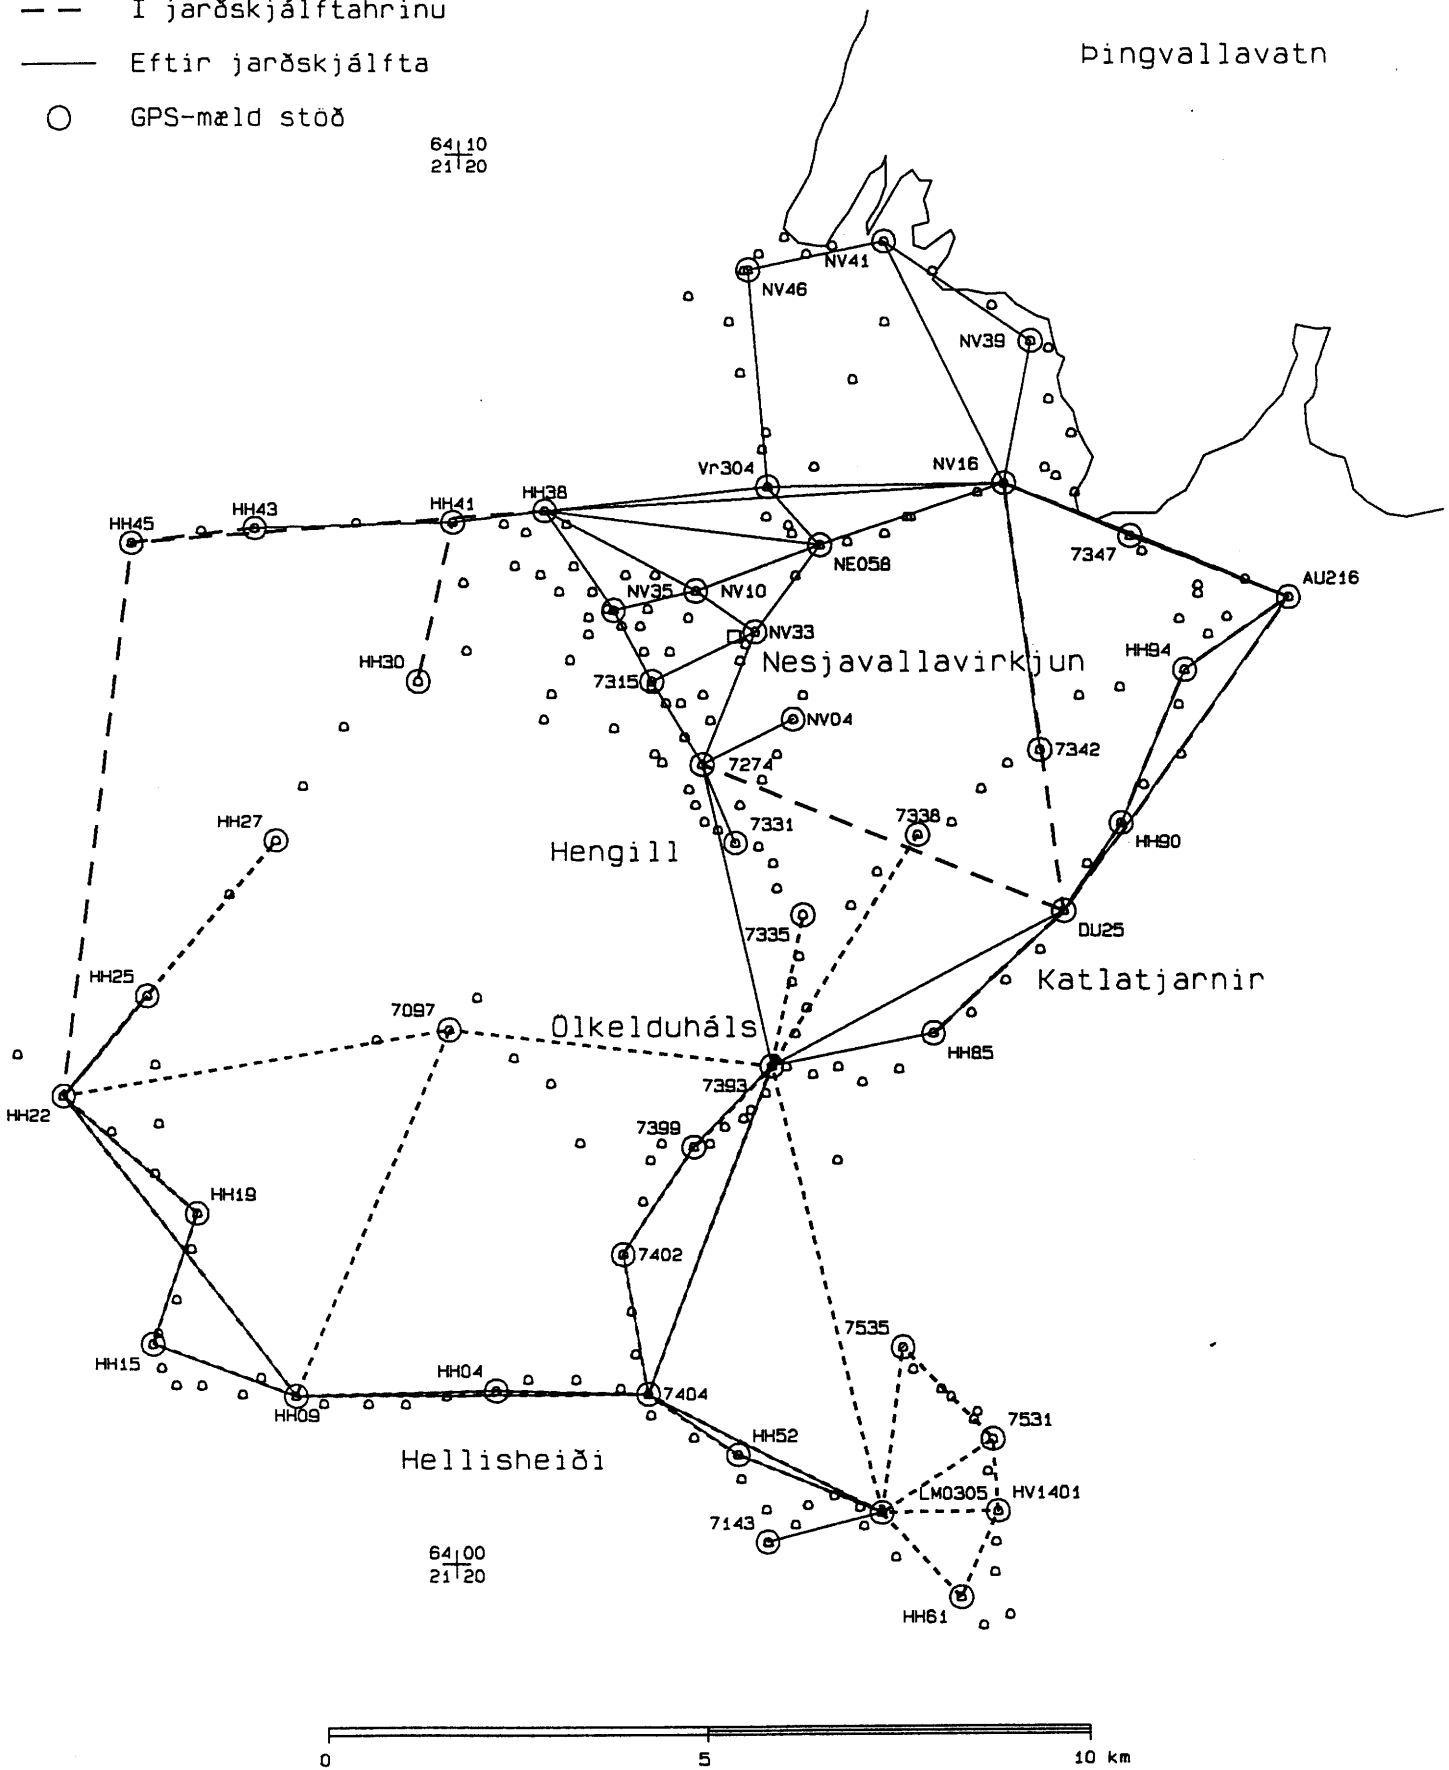 Í jarðskjálftahrinu
Þingvallavatn
Eftir jarðskjálfta
GPS-mæld stöð
64 10
21 20
NV41
NV46
NV39
Vr304
NV16
HH38
HH41
HH43
HH45
7347
NE058
AU216
NV35
NV10
NV33
HH94
HH30
Nesjavallavirkjun
7315
NV04
7342
7274
HH27
7331
7338
HH90
Hengill
7335
DU25
HH25
Katlatjarnir
7097
Ölkelduháls
HH85
7393
HH22
7399
HH19
7402
7535
HH15
HH04
7404
HH09
7531
HH52
Hellisheiði
LM0305
HV1401
7143
64 00
21 20
HH61
0 5 10 km